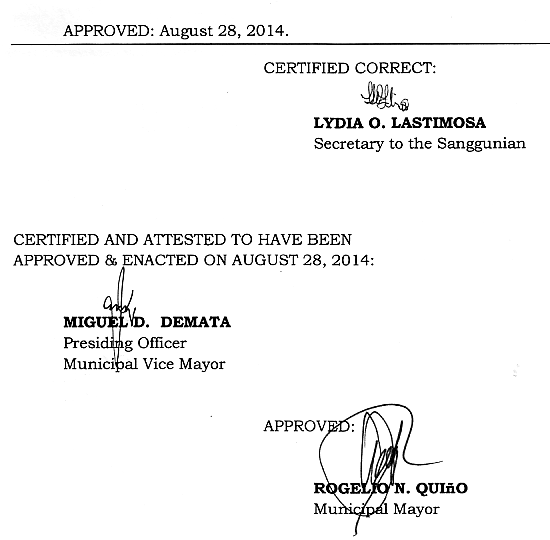 APPROVED: August 28, 2014.
CERTIFIED CORRECT:
LYDIA O. LASTIMOSA
Secretary to the Sanggunian
CERTIFIED AND ATTESTED TO HAVE BEEN
APPROVED & ENACTED ON AUGUST 28, 2014:
MIGUEL D. DEMATA
Presiding Officer
Municipal Vice Mayor
APPROVED:
ROGELIO N. QUIñO
Municipal Mayor